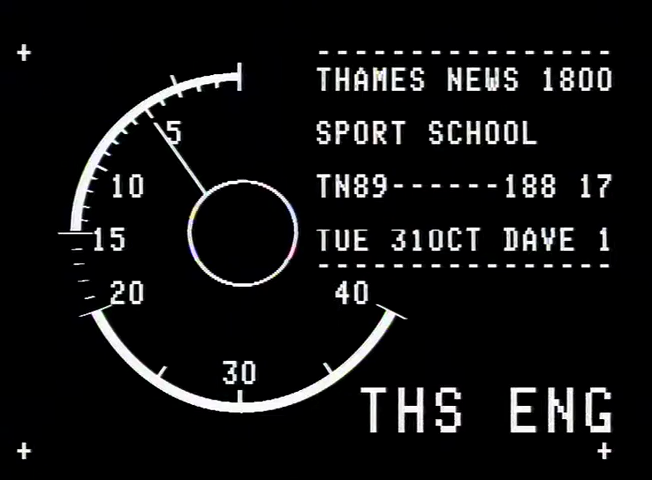 THAMES NEWS 1800
SPORT SCHOOL
TN89------188 17
TUE 31OCT DAVE 1
5
10
15
20
30
40
THS ENG